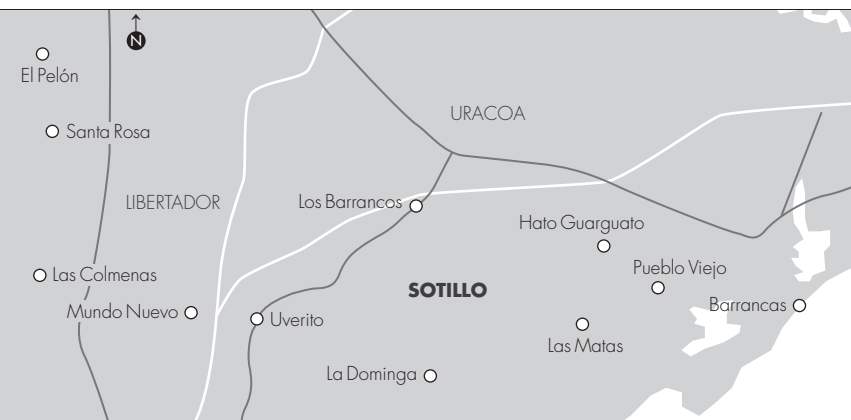 N
El Pelón
URACOA
Santa Rosa
LIBERTADOR
Los Barrancos
Hato Guarguato
Pueblo Viejo
Las Colmenas
SOTILLO
Barrancas
Mundo Nuevo
Uverito
Las Matas
La Dominga